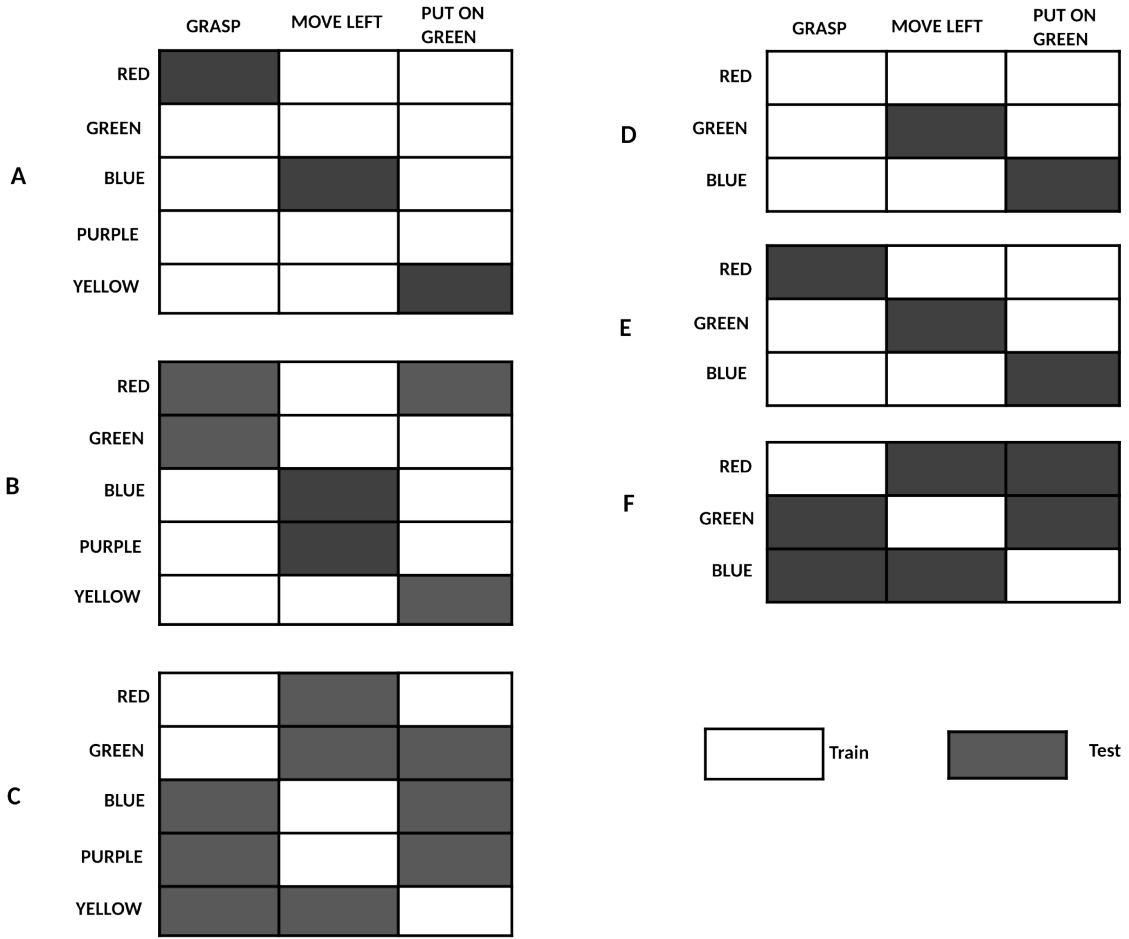 GRASP MOVE LEFT PUT ON
GREEN
RED
GREEN
A
BLUE
PURPLE
YELLOW
RED
GREEN
B
BLUE
PURPLE
YELLOW
RED
GREEN
C
BLUE
PURPLE
YELLOW
GRASP MOVE LEFT PUT ON
GREEN
RED
D
GREEN
BLUE
RED
E
GREEN
BLUE
RED
F
GREEN
BLUE
Train
Test